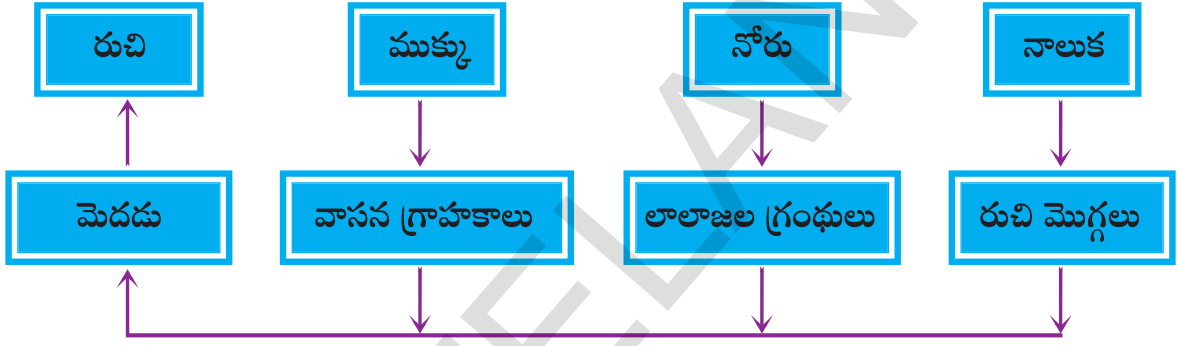 రుచి
ముక్కు
నోరు
నాలుక
మెదడు
వాసన గ్రాహకాలు
లాలాజల గ్రంథులు
రుచి మొగ్గలు